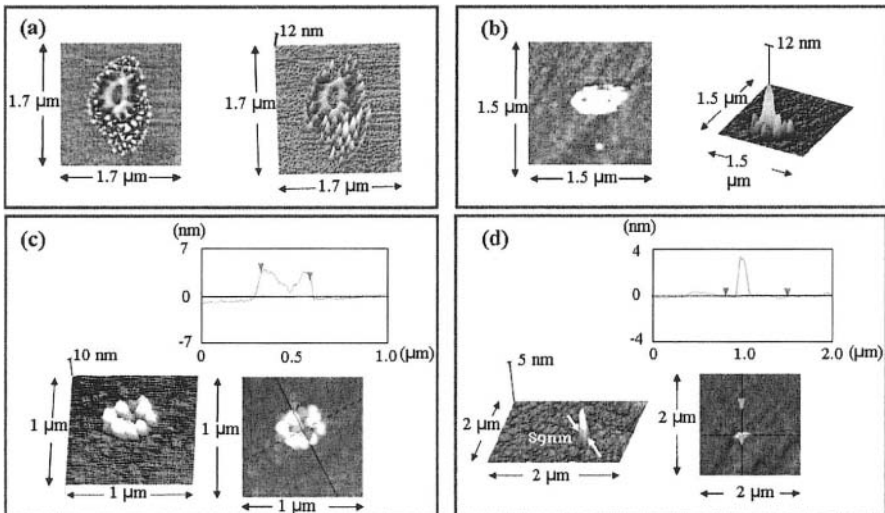 (a)
12 nm
1.7 µm
1.7 µm
1.7 µm
1.7 µm
(b)
12 nm
1.5 µm
1.5 µm
1.5 µm
1.5
µm
(c)
(nm)
7
0
-7
0
0.5
1.0
(µm)
10 nm
1 µm
1 µm
1 µm
1 µm
(d)
(nm)
4
0
-4
0
1.0
2.0
(µm)
5 nm
2 µm
89nm
2 µm
2 µm
2 µm